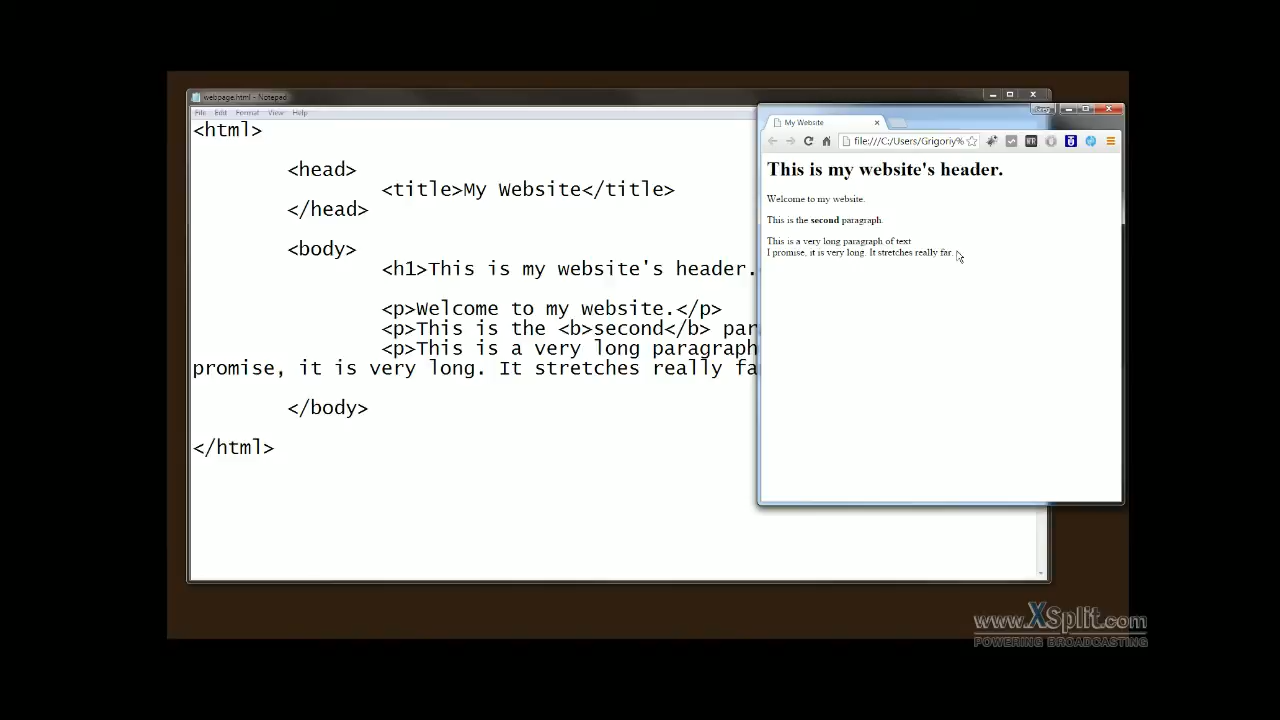 webpage.html - Notepad
File Edit Format View Help
<html>
<head>
<title>My Website</title>
</head>
<body>
<h1>This is my website's header.
<p>Welcome to my website.</p>
<p>This is the <b>second</b> par
<p>This is a very long paragraph
promise, it is very long. It stretches really fa
</body>
</html>
My Website
file:///C:/Users/Grigoriy%
This is my website's header.
Welcome to my website.
This is the second paragraph.
This is a very long paragraph of text
I promise, it is very long. It stretches really far.
www.XSplit.com
POWERING BROADCASTING